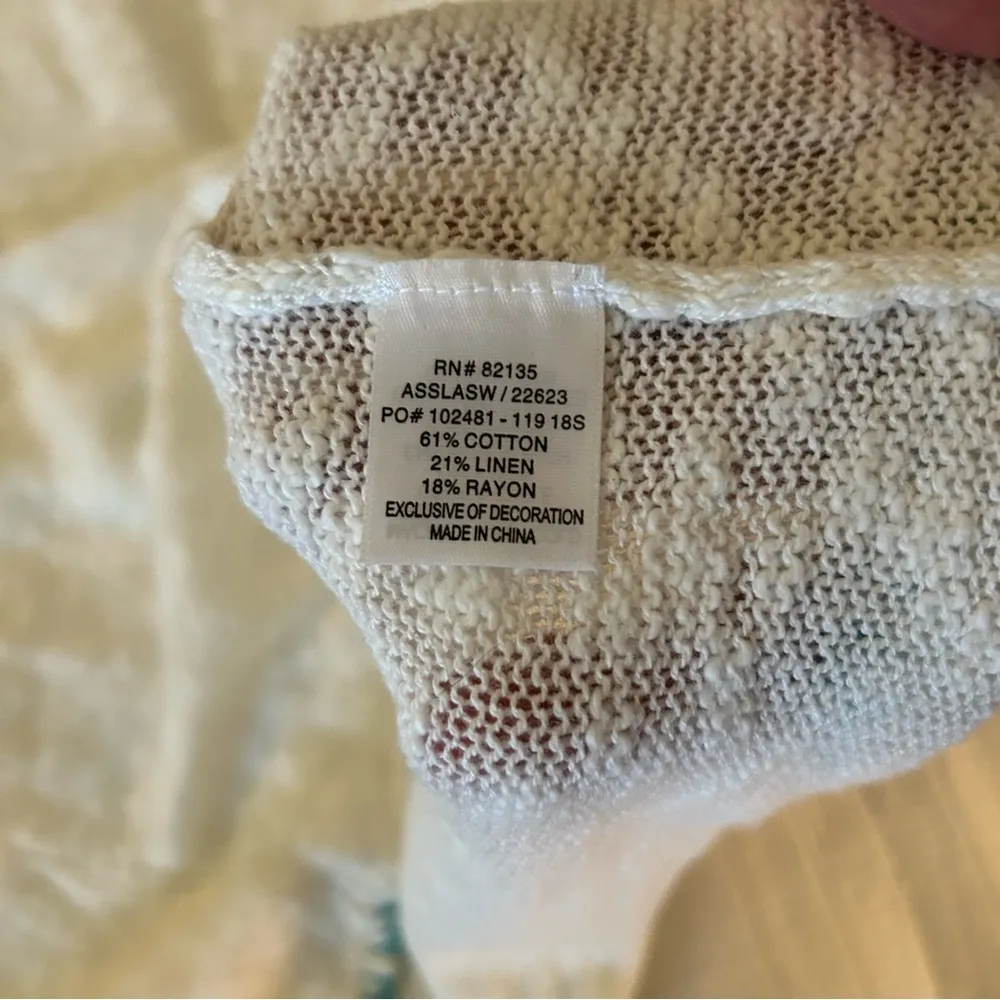 RN# 82135
ASSLASW / 22623
PO# 102481 - 119 18S
61% COTTON
21% LINEN
18% RAYON
EXCLUSIVE OF DECORATION
MADE IN CHINA